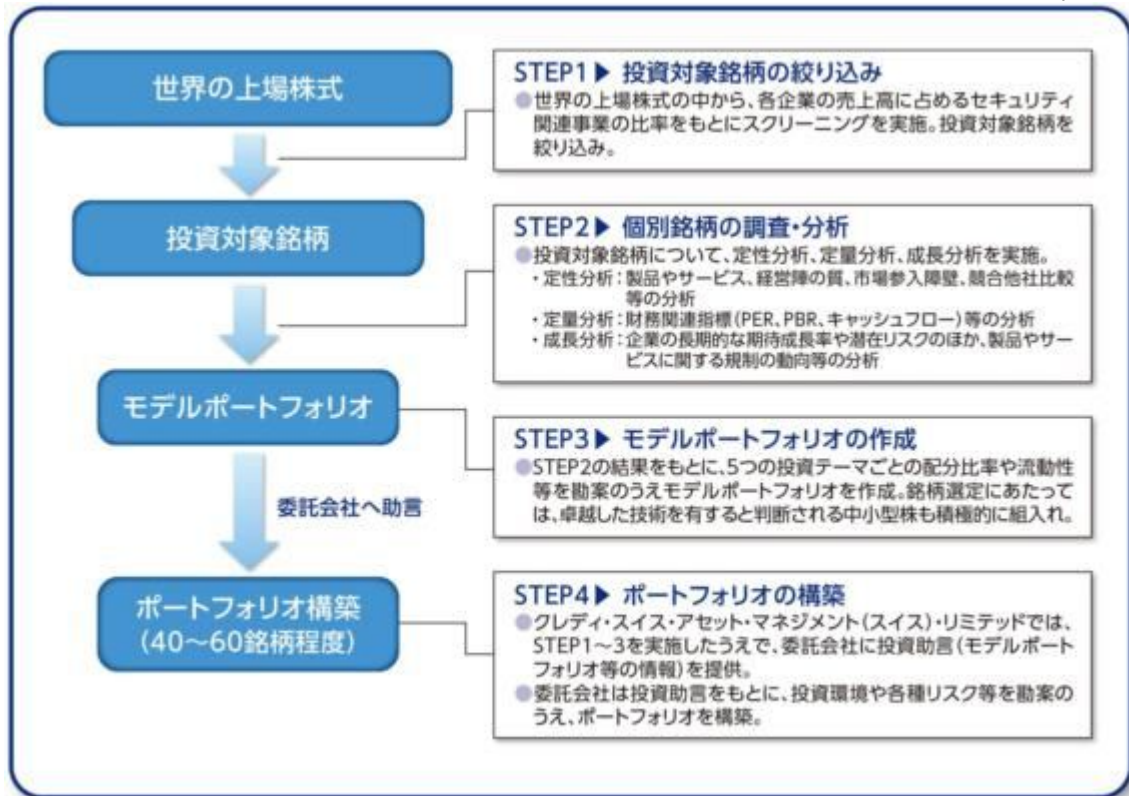 世界の上場株式
STEP1▶ 投資対象銘柄の絞り込み
●世界の上場株式の中から、各企業の売上高に占めるセキュリティ
関連事業の比率をもとにスクリーニングを実施。投資対象銘柄を
絞り込み。
投資対象銘柄
STEP2▶ 個別銘柄の調査・分析
●投資対象銘柄について、定性分析、定量分析、成長分析を実施。
・定性分析：製品やサービス、経営陣の質、市場参入障壁、競合他社比較
等の分析
・定量分析：財務関連指標（PER、PBR、キャッシュフロー）等の分析
・成長分析：企業の長期的な期待成長率や潜在リスクのほか、製品やサー
ビスに関する規制の動向等の分析
モデルポートフォリオ
STEP3▶ モデルポートフォリオの作成
●STEP2の結果をもとに、5つの投資テーマごとの配分比率や流動性
等を勘案のうえモデルポートフォリオを作成。銘柄選定にあたって
は、卓越した技術を有すると判断される中小型株も積極的に組入れ。
委託会社へ助言
ポートフォリオ構築
（40～60銘柄程度）
STEP4▶ ポートフォリオの構築
●クレディ・スイス・アセット・マネジメント（スイス）・リミテッドでは、
STEP1～3を実施したうえで、委託会社に投資助言（モデルポート
フォリオ等の情報）を提供。
●委託会社は投資助言をもとに、投資環境や各種リスク等を勘案の
うえ、ポートフォリオを構築。